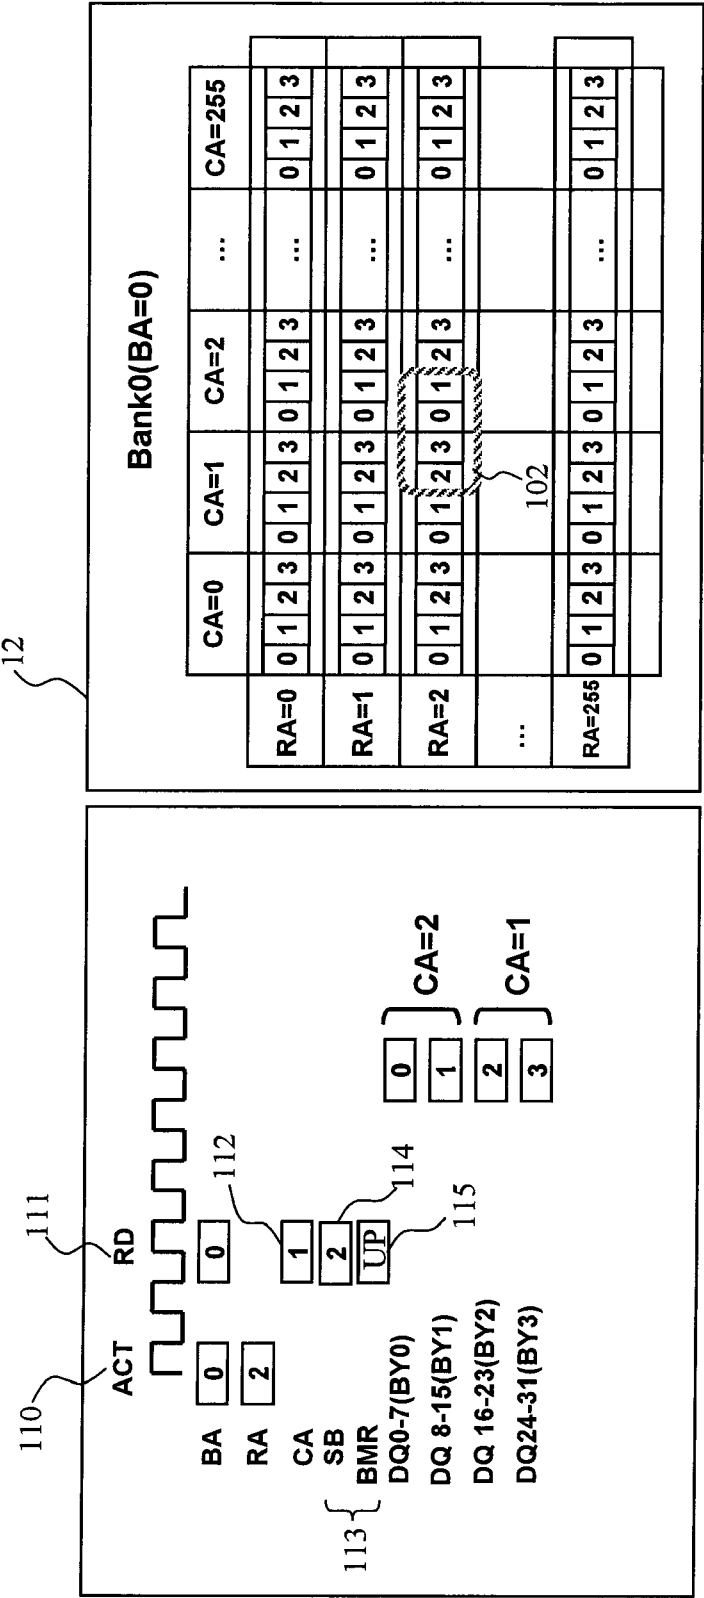 110
ACT
111
RD
BA 0 0
RA 2
112
CA 1
SB 2
114
BMR UP
115
113
DQ0-7(BY0) 0
DQ 8-15(BY1) 1
CA=2
DQ 16-23(BY2) 2
DQ24-31(BY3) 3
CA=1
12
Bank0(BA=0)
CA=0 CA=1 CA=2 ... CA=255
RA=0 0 1 2 3 0 1 2 3 0 1 2 3 ... 0 1 2 3
RA=1 0 1 2 3 0 1 2 3 0 1 2 3 ... 0 1 2 3
RA=2 0 1 2 3 0 1 2 3 0 1 2 3 ... 0 1 2 3
102
...
RA=255 0 1 2 3 0 1 2 3 0 1 2 3 ... 0 1 2 3